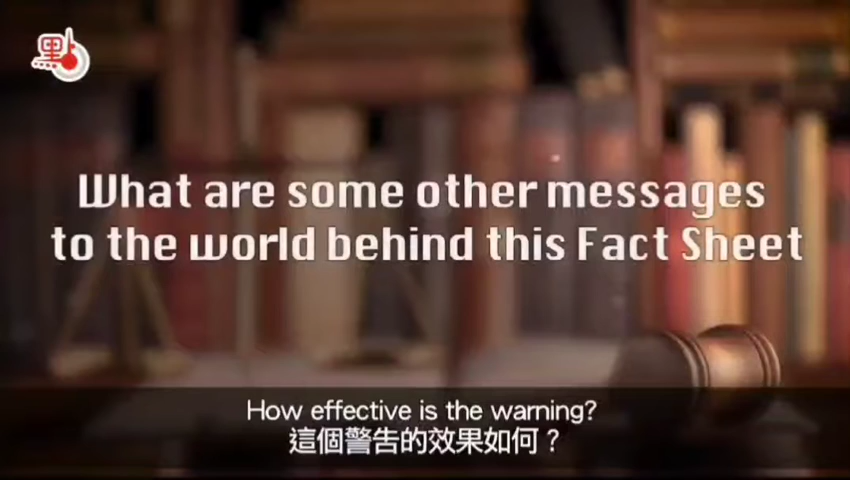 點
What are some other messages
to the world behind this Fact Sheet
How effective is the warning?
這個警告的效果如何？